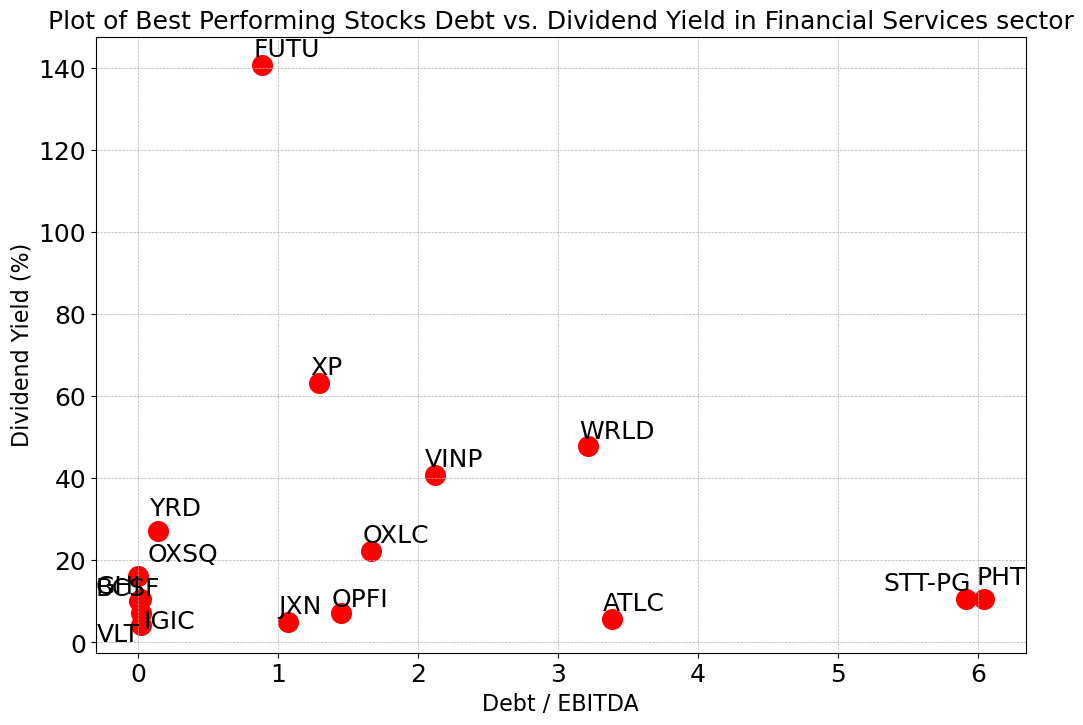 Plot of Best Performing Stocks Debt vs. Dividend Yield in Financial Services sector
FUTU
140
120
100
80
XP
60
WRLD
VINP
40
YRD
OXLC
OXSQ
20
STT-PG
PHT
JXN
OPFI
ATLC
IGIC
VLT
0
Dividend Yield (%)
0 1 2 3 4 5 6
Debt / EBITDA